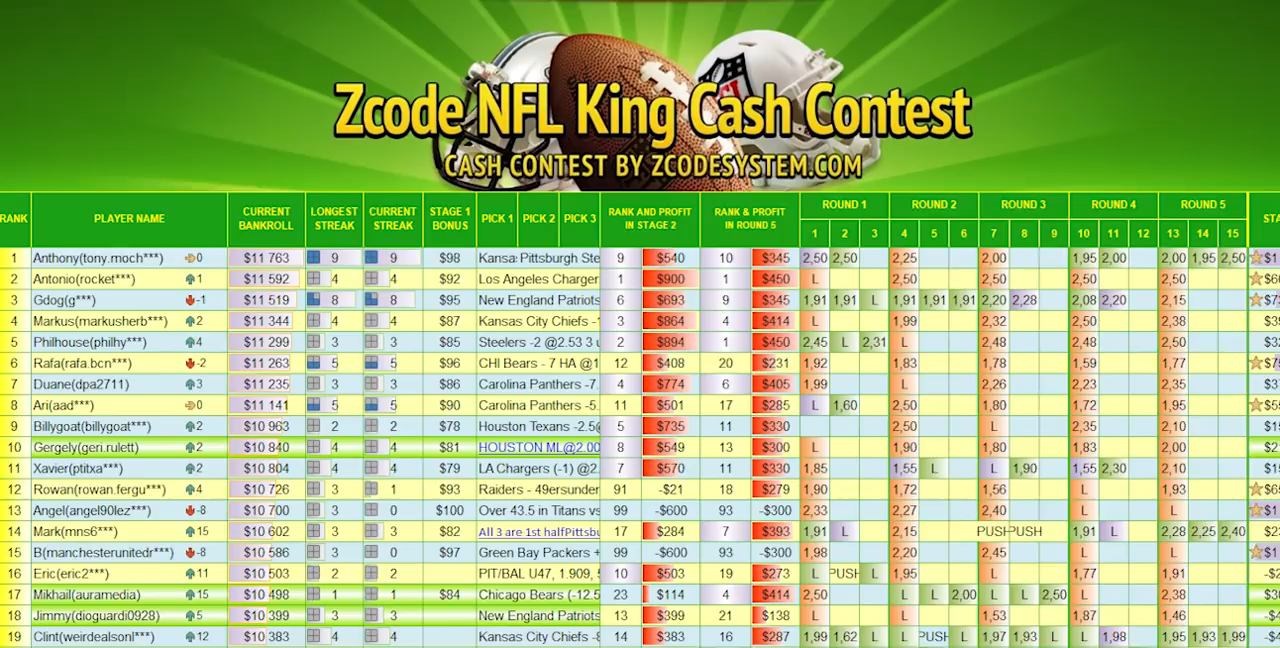 Zcode NFL King Cash Contest
CASH CONTEST BY ZCODESYSTEM.COM
RANK PLAYER NAME CURRENT BANKROLL LONGEST STREAK CURRENT STREAK STAGE 1 BONUS PICK 1 PICK 2 PICK 3 RANK AND PROFIT IN STAGE 2 RANK & PROFIT IN ROUND 5 ROUND 1 ROUND 2 ROUND 3 ROUND 4 ROUND 5
1 2 3 4 5 6 7 8 9 10 11 12 13 14 15
1 Anthony(tony.moch***) 0 $11 763 9 9 $98 Kansas Pittsburg Ste 9 $540 10 $345 2,50 2,50 2,25 2,00 1,95 2,00 2,00 1,95 2,50 $1
2 Antonio(rocket***) 1 $11 592 4 4 $92 Los Angeles Charger 1 $900 1 $450 L 2,50 2,50 2,50 2,50
3 Gdog(g***) -1 $11 519 8 8 $95 New England Patriots 6 $693 9 $450 1,91 1,91 L 1,91 1,91 1,91 2,20 2,28 2,08 2,20 2,15
4 Markus(markusherb***) 2 $11 344 4 4 $87 Kansas City Chiefs -1 3 $864 4 $414 L 1,99 2,32 2,50 2,38
5 Philhouse(philhy***) 4 $11 299 3 3 $85 Steelers -2 @2.53 3 u 2 $894 1 $450 2,45 L 2,31 L 2,48 2,48 2,50
6 Rafa(rafa.bcn***) -2 $11 263 5 5 $96 CHI Bears - 7 HA @1 12 $408 20 $231 1,92 1,83 1,78 1,59 1,77
7 Duane(dpa2711) 3 $11 235 3 3 $86 Carolina Panthers -7. 4 $774 6 $405 1,99 L 2,26 2,23 2,35
8 Ari(aad***) 0 $11 141 5 5 $90 Carolina Panthers -5. 11 $501 17 $285 L 1,60 2,50 1,80 1,72 1,95
9 Billygoat(billygoat***) 2 $10 963 2 2 $78 Houston Texans -2.5@ 5 $735 11 $330 2,50 L 2,35 2,10
10 Gergely(geri.rulett) 2 $10 840 4 4 $81 HOUSTON ML@2.00 8 $549 13 $300 L 1,90 1,80 1,83 2,00
11 Xavier(ptitxa***) 2 $10 804 4 4 $79 LA Chargers (-1) @2. 7 $570 11 $330 1,85 1,55 L L 1,90 1,55 2,30 2,10
12 Rowan(rowan.fergu***) 4 $10 726 3 1 $93 Raiders - 49ersunder 91 -$21 18 $279 1,90 1,72 1,56 L 1,93
13 Angel(angel90lez***) -8 $10 700 3 0 $100 Over 43.5 in Titans vs 99 -$600 93 -$300 2,33 2,27 2,40 L L $1
14 Mark(mns6***) 15 $10 602 3 3 $82 All 3 are 1st halfPittsbu 17 $284 7 $393 1,91 L 2,15 PUSH PUSH 1,91 L 2,28 2,25 2,40
15 B(manchesterunitedr***) -8 $10 586 3 0 $97 Green Bay Packers + 99 -$600 93 -$300 1,98 2,20 2,45 L L $1
16 Eric(eric2***) 11 $10 503 2 2 PIT/BAL U47, 1.909, 10 $503 19 $273 L PUSH L 1,95 L 1,77 1,91
17 Mikhail(auramedia) 15 $10 498 1 1 $84 Chicago Bears (-12.5 23 $114 4 $414 2,50 L L 2,00 L L 2,50 L 2,38
18 Jimmy(dioguardi0928) 5 $10 399 3 3 New England Patriots 13 $399 21 $138 L L 1,53 1,87 1,46
19 Clint(weirdealsonl***) 12 $10 383 4 4 Kansas City Chiefs -8 14 $383 16 $287 1,99 1,62 L L PUSH L 1,97 1,93 L L 1,98 1,95 1,93 1,99